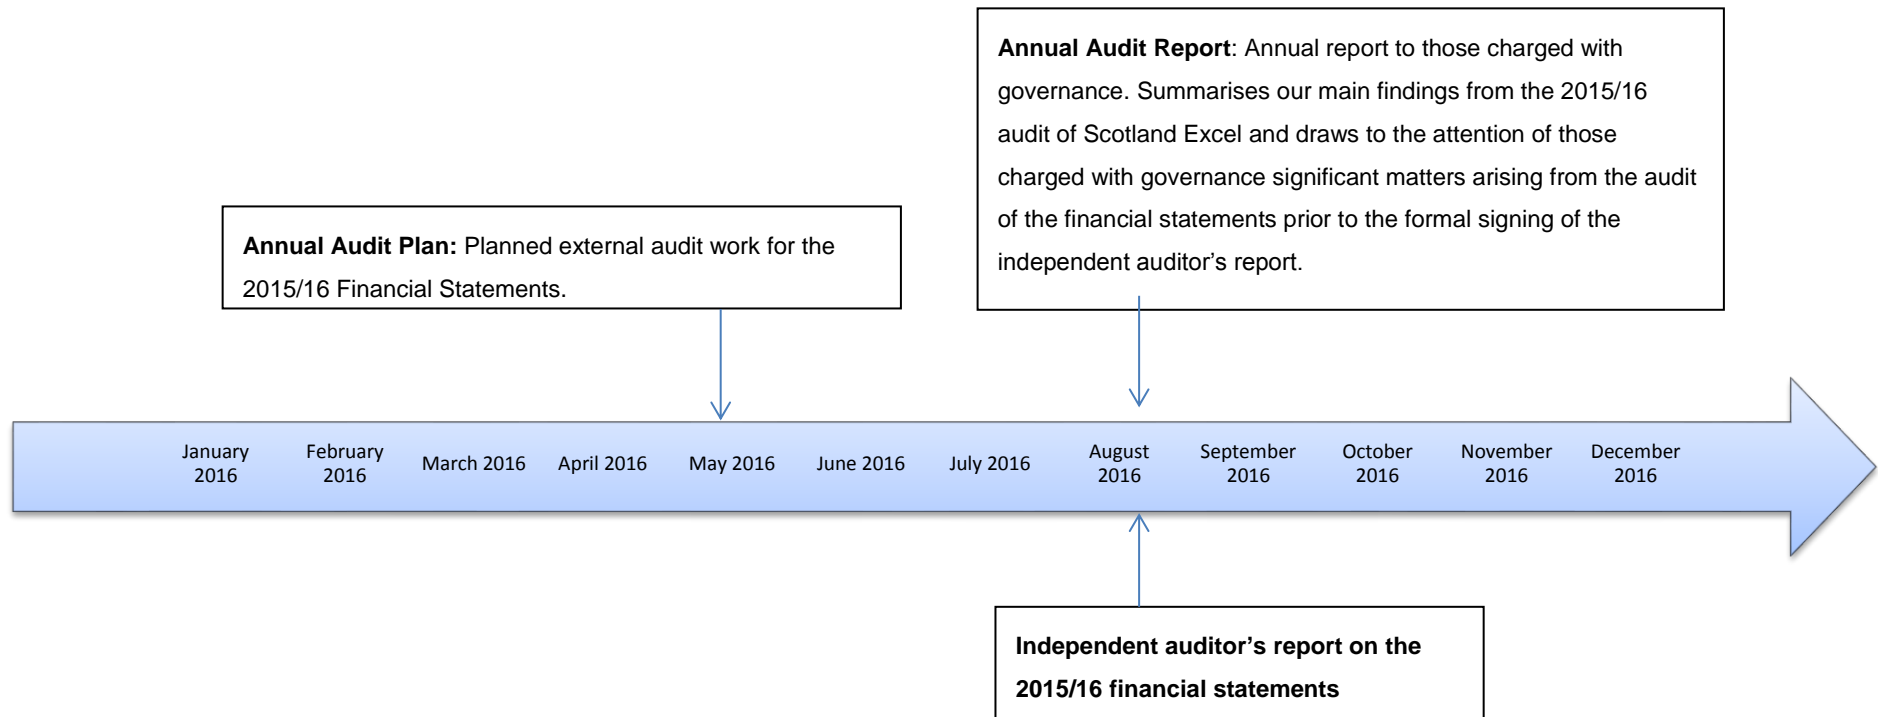 Annual Audit Report: Annual report to those charged with
governance. Summarises our main findings from the 2015/16
audit of Scotland Excel and draws to the attention of those
charged with governance significant matters arising from the audit
of the financial statements prior to the formal signing of the
independent auditor’s report.
Annual Audit Plan: Planned external audit work for the
2015/16 Financial Statements.
January
2016
February
2016
March 2016
April 2016
May 2016
June 2016
July 2016
August
2016
September
2016
October
2016
November
2016
December
2016
Independent auditor’s report on the
2015/16 financial statements